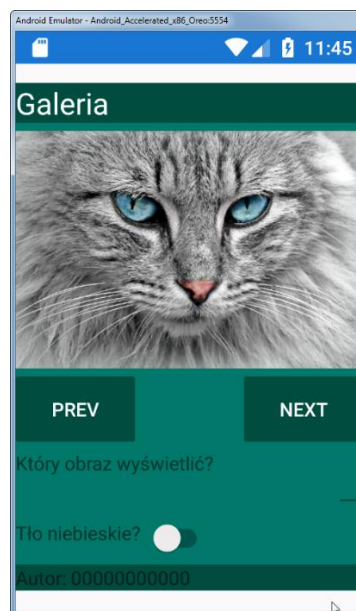 Android Emulator - Android_Accelerated_x86_Oreo:5554
11:45
Galeria
PREV NEXT
Który obraz wyświetlić?
Tło niebieskie?
Autor: 00000000000